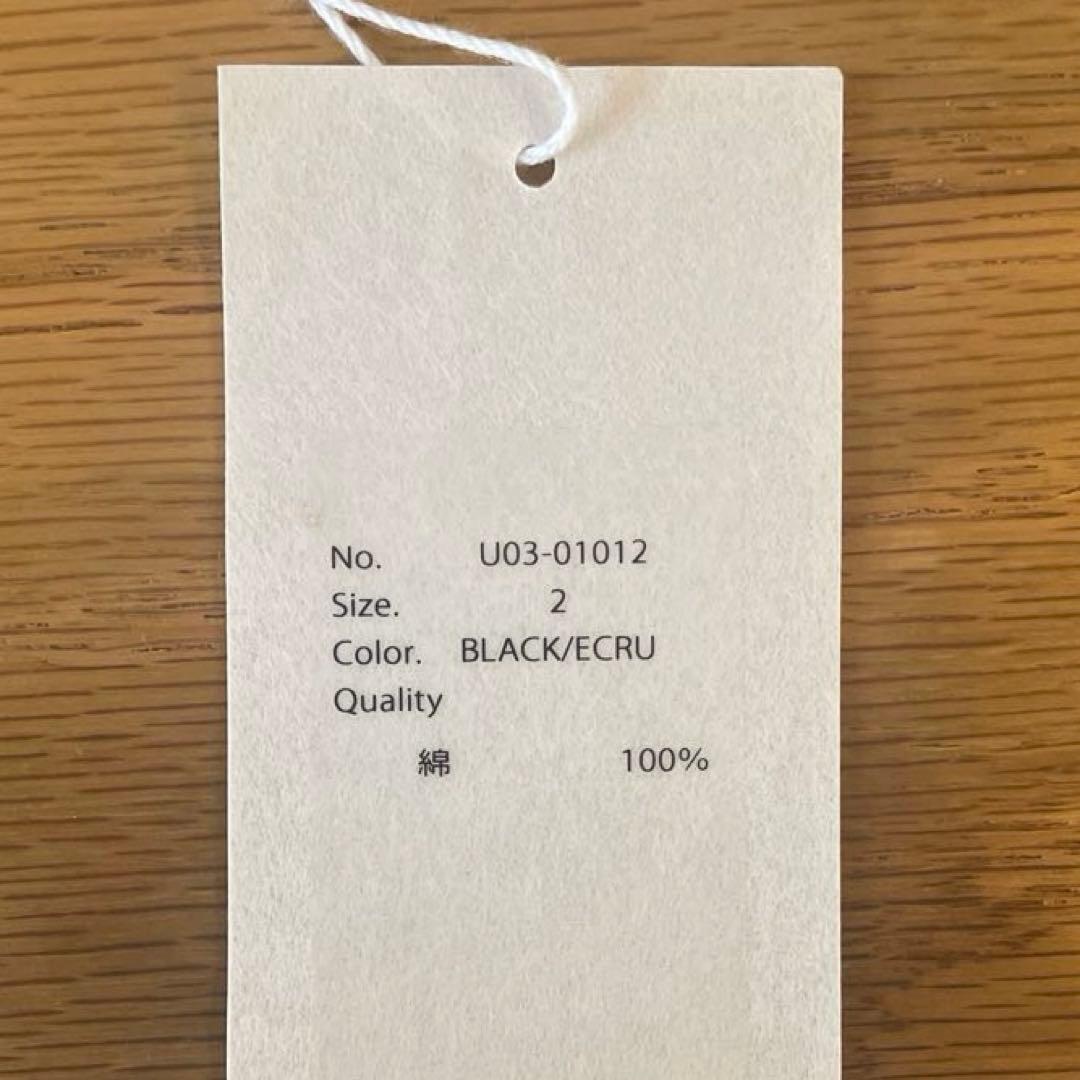 No. U03-01012
Size. 2
Color. BLACK/ECRU
Quality
綿 100%